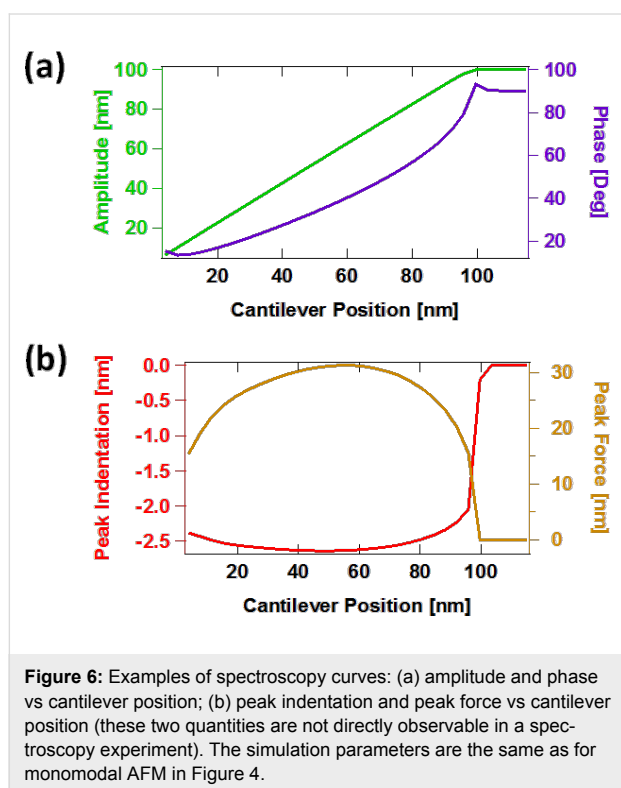 (a)
Amplitude [nm]
100
80
60
40
20
100
80
60
40
20
Phase [Deg]
20 40 60 80 100
Cantilever Position [nm]
(b)
Peak Indentation [nm]
0.0
-0.5
-1.0
-1.5
-2.0
-2.5
30
20
10
0
Peak Force [nm]
20 40 60 80 100
Cantilever Position [nm]
Figure 6: Examples of spectroscopy curves: (a) amplitude and phase
vs cantilever position; (b) peak indentation and peak force vs cantilever
position (these two quantities are not directly observable in a spec-
troscopy experiment). The simulation parameters are the same as for
monomodal AFM in Figure 4.